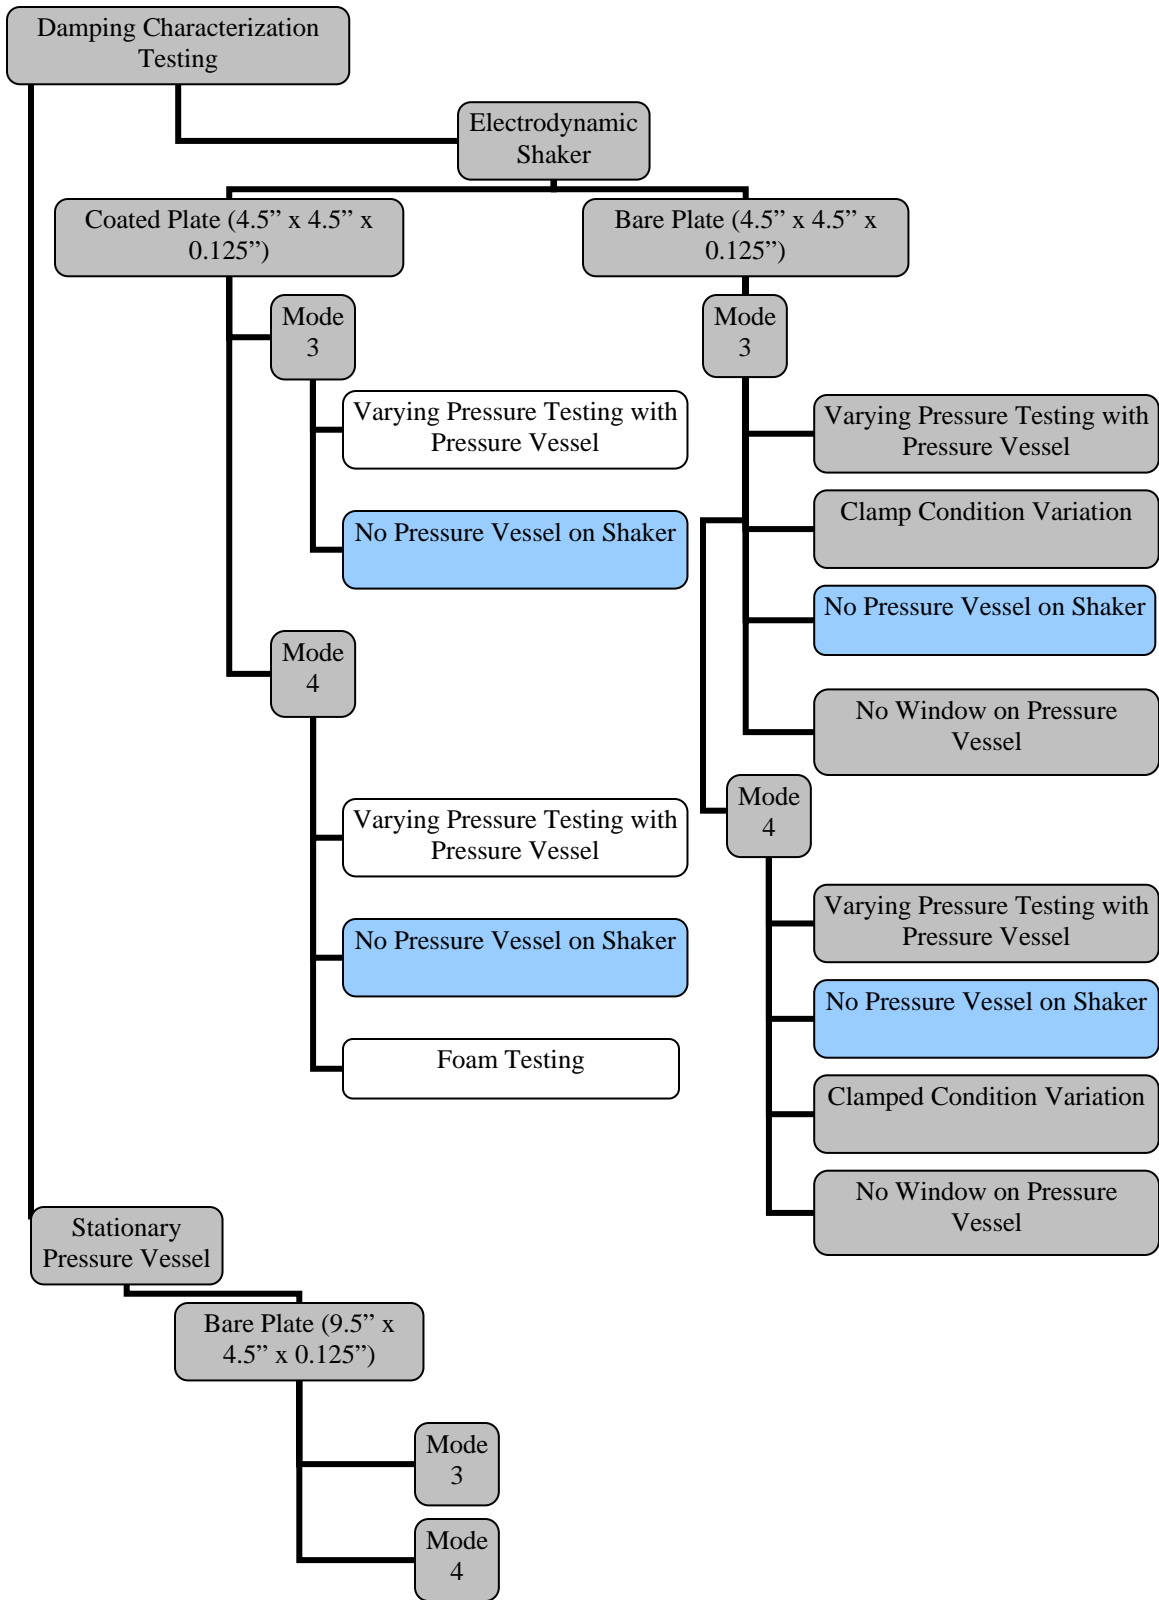 Damping Characterization
Testing
Electrodynamic
Shaker
Coated Plate (4.5” x 4.5” x
0.125”)
Bare Plate (4.5” x 4.5” x
0.125”)
Mode
3
Varying Pressure Testing with
Pressure Vessel
No Pressure Vessel on Shaker
Mode
4
Varying Pressure Testing with
Pressure Vessel
No Pressure Vessel on Shaker
Foam Testing
Mode
3
Varying Pressure Testing with
Pressure Vessel
Clamp Condition Variation
No Pressure Vessel on Shaker
No Window on Pressure
Vessel
Mode
4
Varying Pressure Testing with
Pressure Vessel
No Pressure Vessel on Shaker
Clamped Condition Variation
No Window on Pressure
Vessel
Stationary
Pressure Vessel
Bare Plate (9.5” x
4.5” x 0.125”)
Mode
3
Mode
4